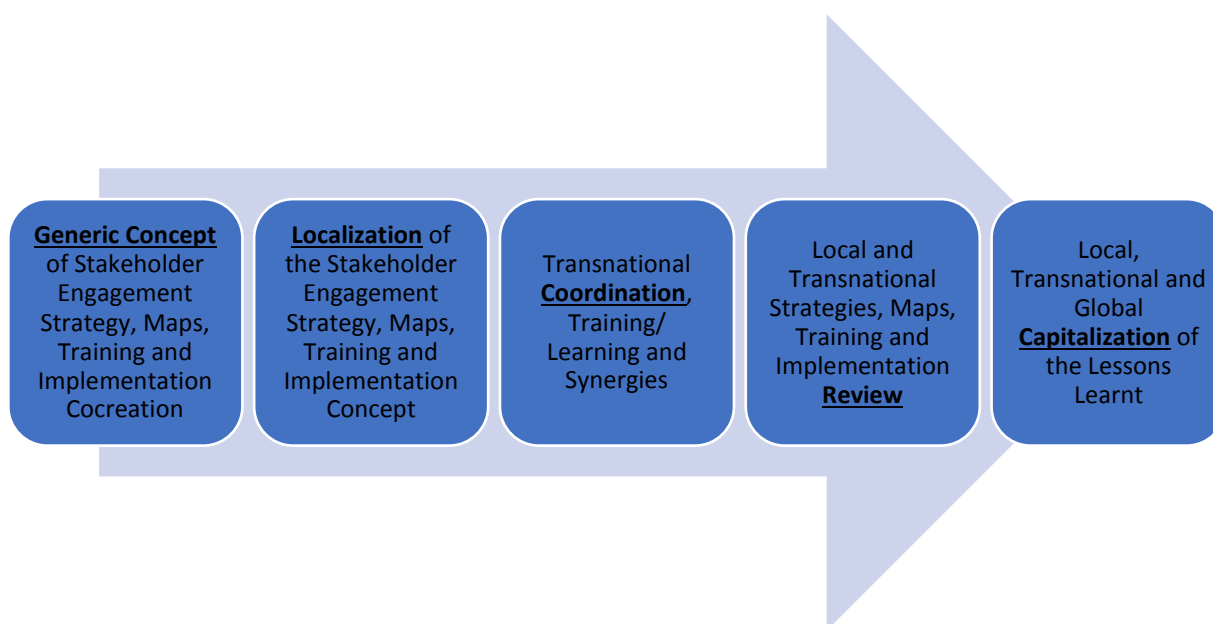 Generic Concept
of Stakeholder
Engagement
Strategy, Maps,
Training and
Implementation
Cocreation
Localization of
the Stakeholder
Engagement
Strategy, Maps,
Training and
Implementation
Concept
Transnational
Coordination,
Training/
Learning and
Synergies
Local and
Transnational
Strategies, Maps,
Training and
Implementation
Review
Local,
Transnational and
Global
Capitalization of
the Lessons
Learnt